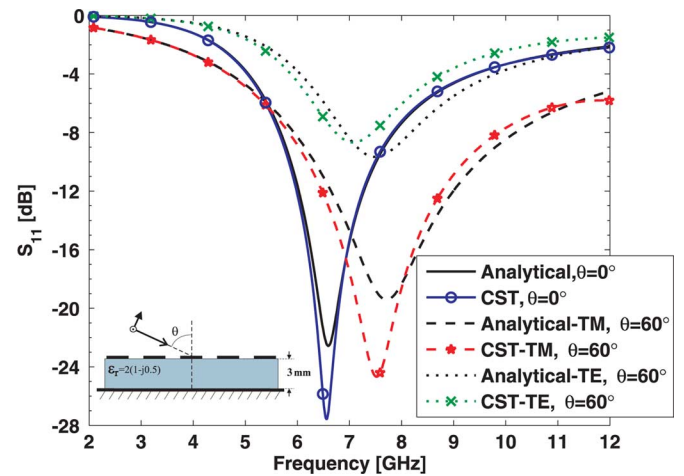 0
-4
-8
-12
-16
-20
-24
-28
S11 [dB]
2 3 4 5 6 7 8 9 10 11 12
Frequency [GHz]
Analytical,θ=0°
CST, θ=0°
Analytical-TM, θ=60°
CST-TM, θ=60°
Analytical-TE, θ=60°
CST-TE, θ=60°
θ
εr=2(1-j0.5)
3 mm